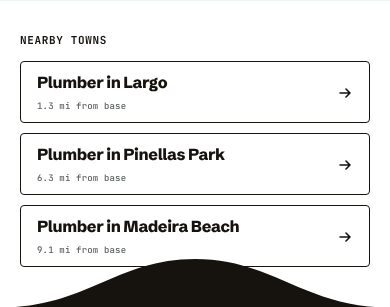 NEARBY TOWNS
Plumber in Largo
1.3 mi from base
Plumber in Pinellas Park
6.3 mi from base
Plumber in Madeira Beach
9.1 mi from base